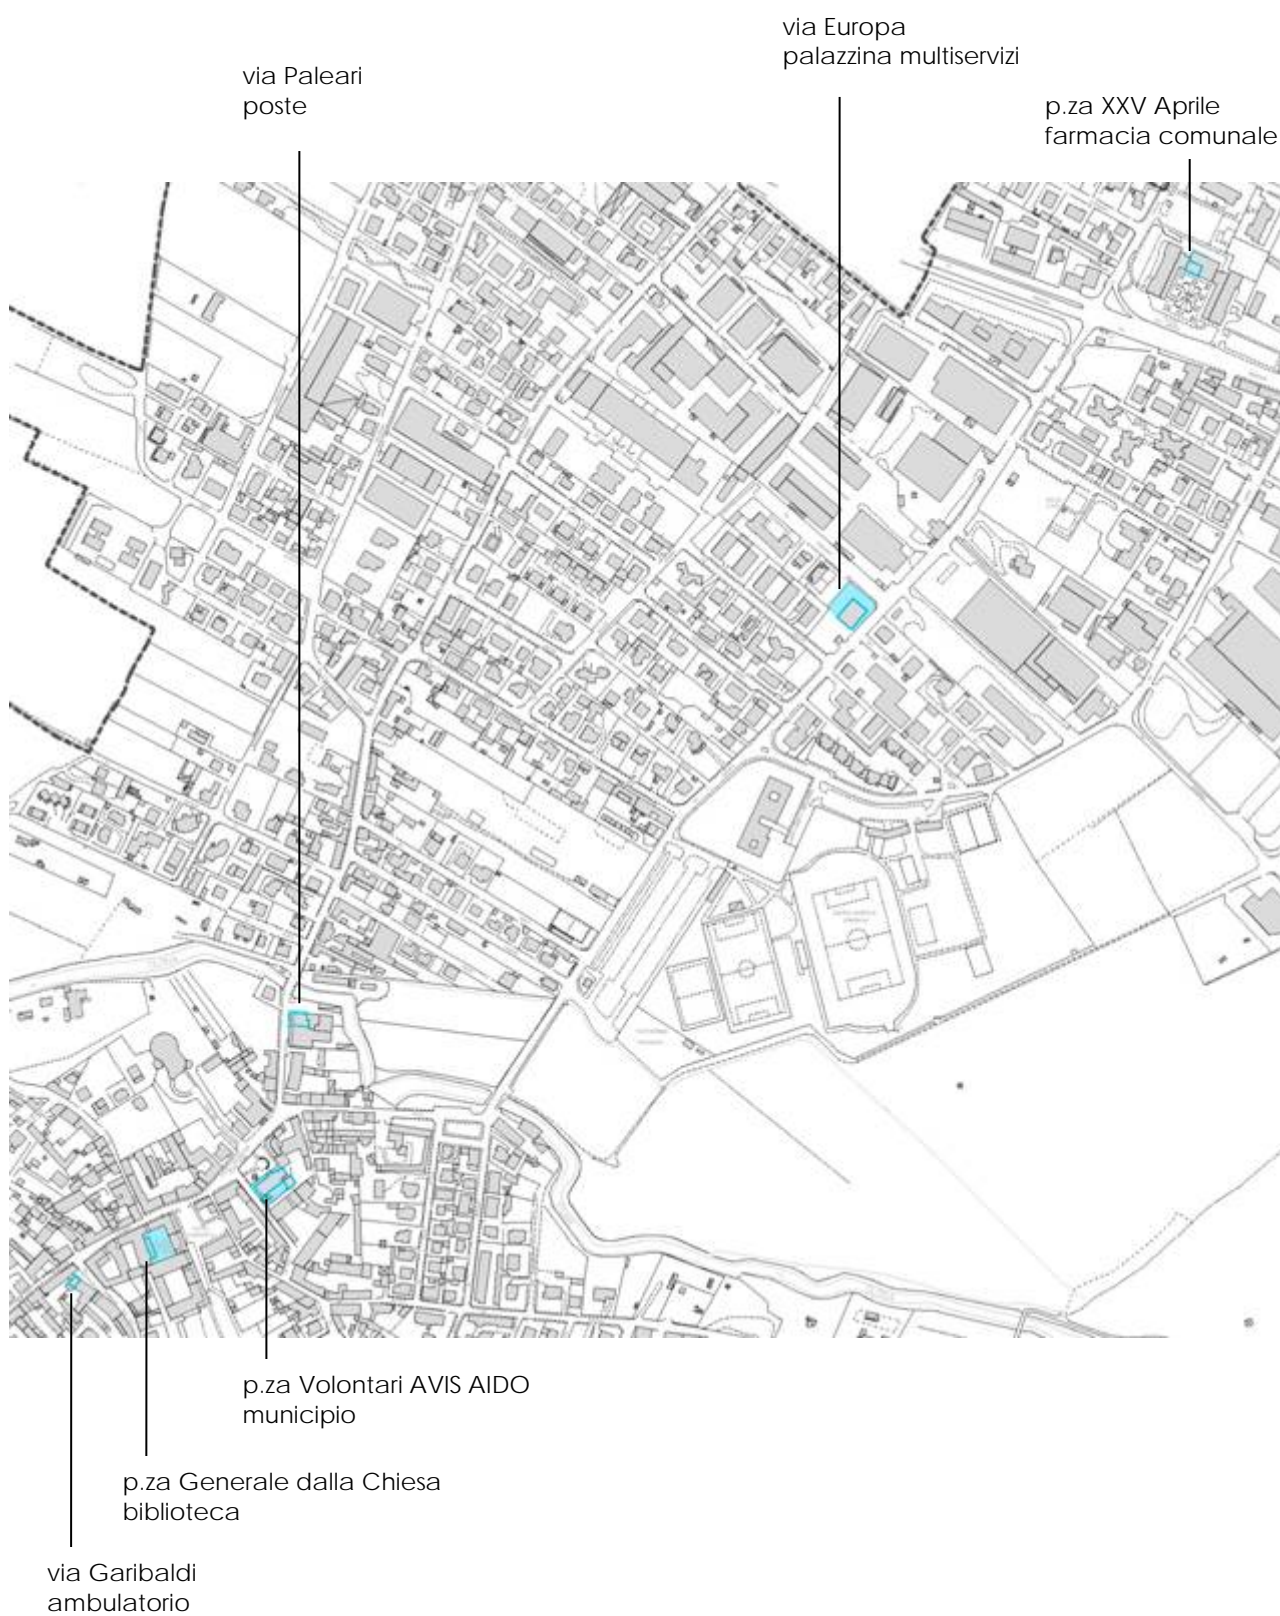 via Europa
palazzina multiservizi
via Paleari
poste
p.za XXV Aprile
farmacia comunale
p.za Volontari AVIS AIDO
municipio
p.za Generale dalla Chiesa
biblioteca
via Garibaldi
ambulatorio